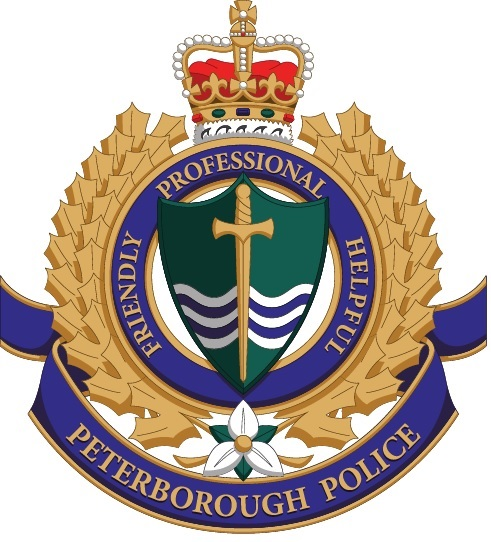 FRIENDLY PROFESSIONAL HELPFUL
PETERBOROUGH POLICE